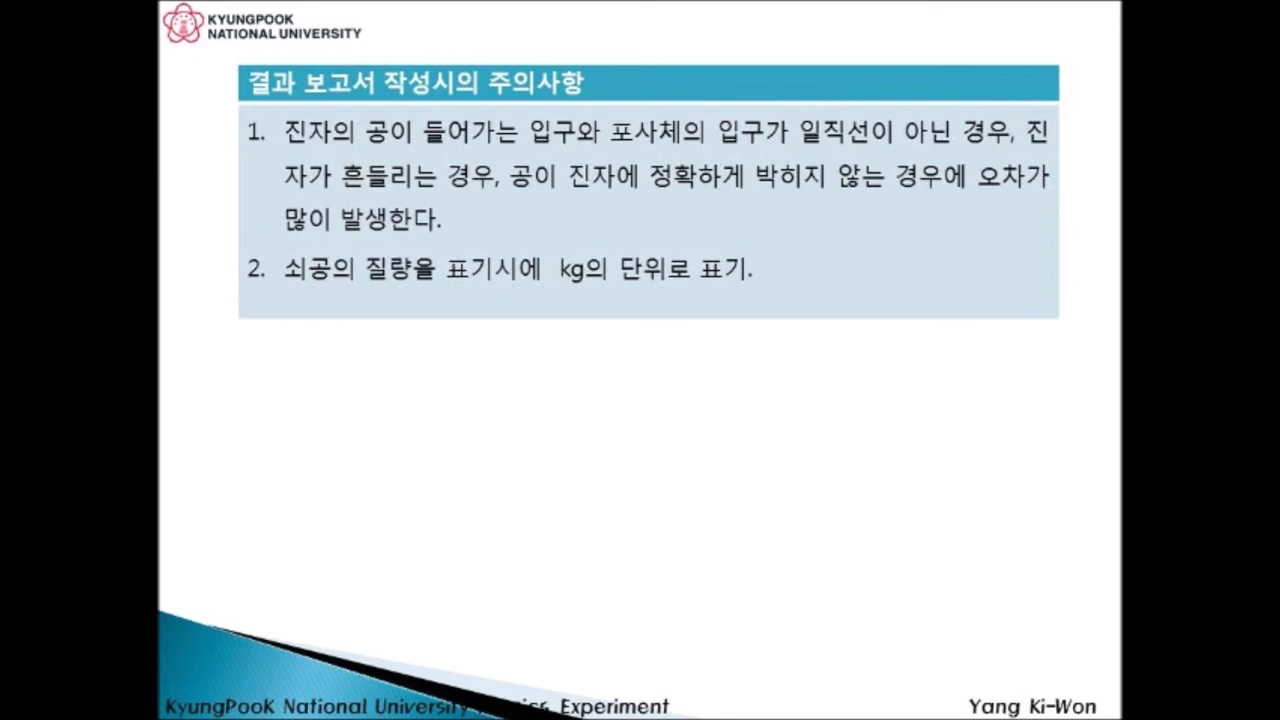 KYUNGPOOK
NATIONAL UNIVERSITY
결과 보고서 작성시의 주의사항
1. 진자의 공이 들어가는 입구와 포사체의 입구가 일직선이 아닌 경우, 진
자가 흔들리는 경우, 공이 진자에 정확하게 박히지 않는 경우에 오차가
많이 발생한다.
2. 쇠공의 질량을 표기시에 kg의 단위로 표기.
KyungPooK National University Experiment
Yang Ki-Won